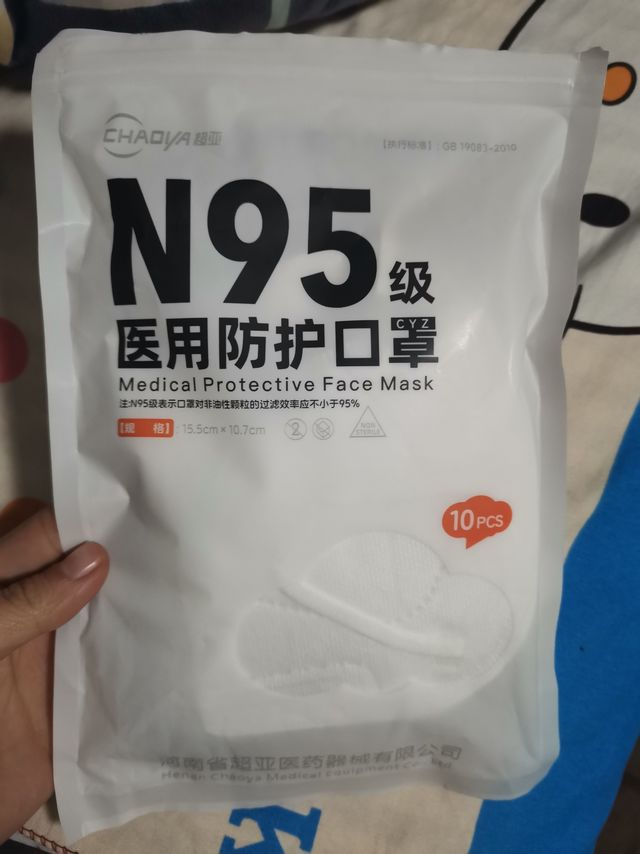 CHAOYA 超亚
【执行标准】: GB 19083-2010
N95级
医用防护口罩
CYZ
Medical Protective Face Mask
注:N95级表示口罩对非油性颗粒的过滤效率应不小于95%
【规 格】: 15.5cm×10.7cm
2
NON
STERILE
10 PCS
河南省超亚医药器械有限公司
Henan Chaoya Medical Equipment Co., Ltd
K